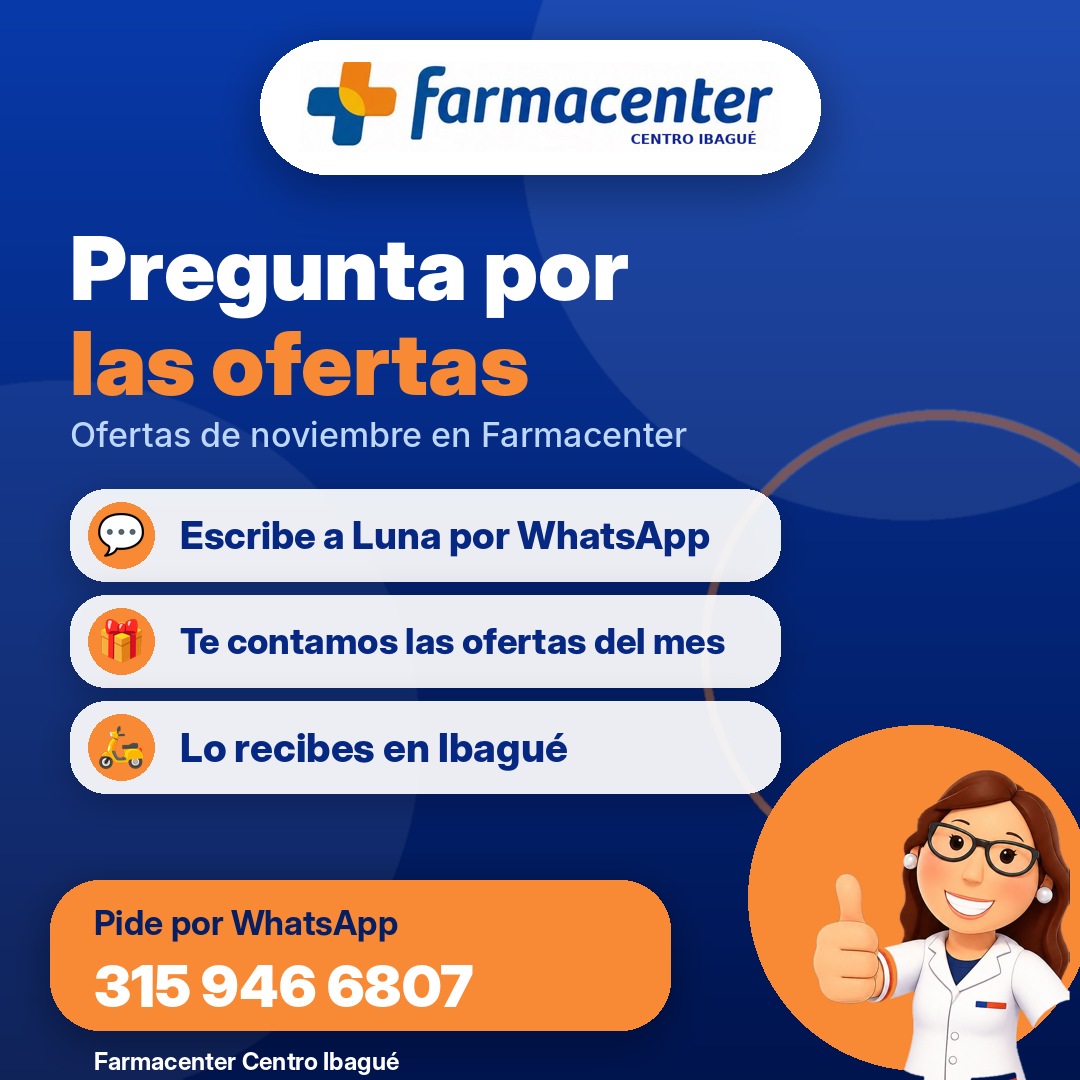 farmacenter
CENTRO IBAGUÉ
Pregunta por
las ofertas
Ofertas de noviembre en Farmacenter
Escribe a Luna por WhatsApp
Te contamos las ofertas del mes
Lo recibes en Ibagué
Pide por WhatsApp
315 946 6807
Farmacenter Centro Ibagué